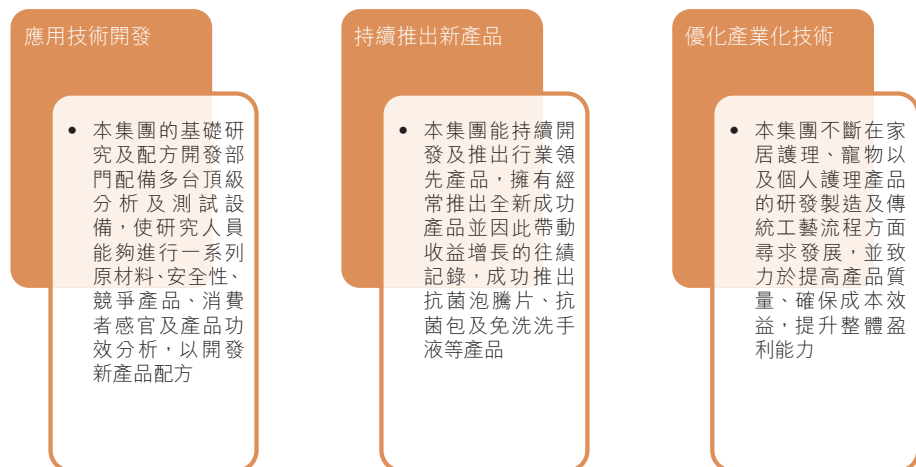 應用技術開發
• 本集團的基礎研
究及配方開發部
門配備多台頂級
分析及測試設
備，使研究人員
能夠進行一系列
原材料、安全性、
競爭產品、消費
者感官及產品功
效分析，以開發
新產品配方
持續推出新產品
• 本集團能持續開
發及推出行業領
先產品，擁有經
常推出全新成功
產品並因此帶動
收益增長的往績
記錄，成功推出
抗菌泡騰片、抗
菌包及免洗洗手
液等產品
優化產業化技術
• 本集團不斷在家
居護理、寵物以
及個人護理產品
的研發製造及傳
統工藝流程方面
尋求發展，並致
力於提高產品質
量、確保成本效
益，提升整體盈
利能力